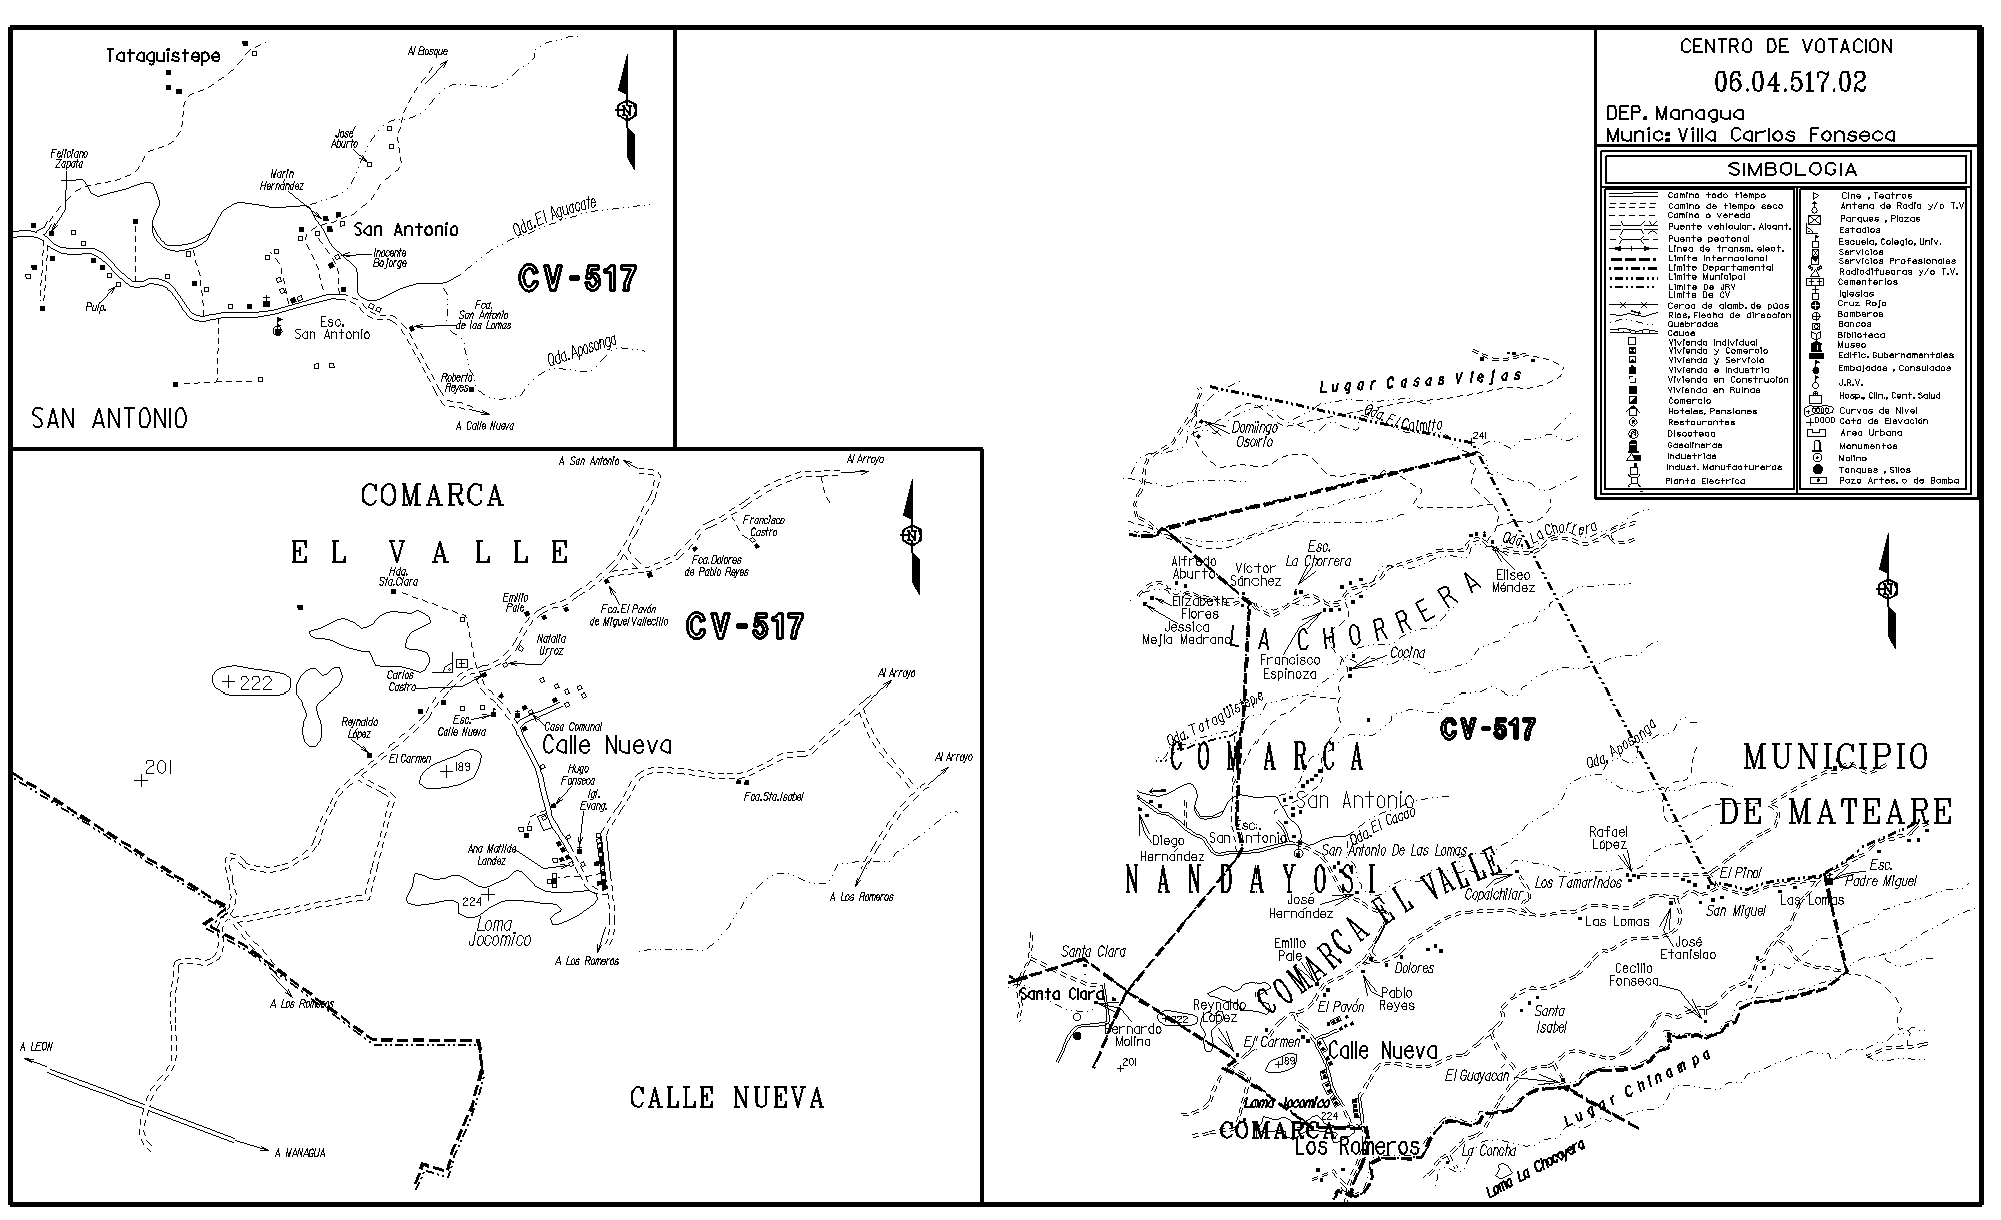 Tataguistepe
Al Bosque
José
Aburto
Feliciano
Zapata
Marin
Hernández
San Antonio
Qda. El Aguacate
Inocente
Bojorge
CV-517
Pulp.
Esc.
San Antonio
Fca.
San Antonio
de las Lomas
Qda. Aposonga
Roberto
Reyes
A Calle Nueva
SAN ANTONIO
N
CENTRO DE VOTACION
06.04.517.02
DEP. Managua
Munic: Villa Carlos Fonseca
SIMBOLOGIA
Camino todo tiempo
Camino de tiempo seco
Camino o vereda
Puente vehicular. Alcant.
Puente peatonal
Linea de transm. elect.
Limite Internacional
Limite Departamental
Limite Municipal
Limite De JRV
Limite De CV
Cerca de alamb. de púas
Rios, Flecha de dirección
Quebradas
Cauce
Vivienda Individual
Vivienda y Comercio
Vivienda y Servicio
Vivienda e Industria
Vivienda en Construcion
Vivienda en Ruinas
Comercio
Hoteles, Pensiones
Restaurantes
Discoteca
Gasolineras
Industrias
Indust. Manufactureras
Planta Electrica
Cine, Teatros
Antena de Radio y/o T.V
Parques, Plazas
Estadios
Escuela, Colegio, Univ.
Servicios
Servicios Profesionales
Radiodifusoras y/o T.V.
Cementerios
Iglesias
Cruz Roja
Bomberos
Bancos
Biblioteca
Museo
Edific. Gubernamentales
Embajadas, Consulados
J.R.V.
Hosp., Clin., Cent. Salud
Curvas de Nivel
Cota de Elevación
Area Urbana
Monumentos
Molino
Tanques, Silos
Pozo Artes. o de Bomba
COMARCA
EL VALLE
A San Antonio
Al Arroyo
Francisco
Castro
Fca. Dolores
de Pablo Reyes
Hda.
Sta. Clara
Emilio
Pale
Fca. El Pavón
de Miguel Vallecillo
CV-517
N
Natalia
Urroz
222
Carlos
Castro
Al Arroyo
Reynaldo
López
Esc.
Calle Nueva
Casa Comunal
Calle Nueva
El Carmen
189
201
Hugo
Fonseca
Igl.
Evang.
Al Arroyo
Fca. Sta. Isabel
Ana Matilde
Landez
224
Loma
Jocomico
A Los Romeros
A Los Romeros
A Los Romeros
A LEON
A MANAGUA
CALLE NUEVA
Lugar Casas Viejas
Domingo
Osorio
Qda. El Calmito
241
Qda. La Chorrera
Esc.
La Chorrera
Alfredo
Aburto
Víctor
Sánchez
Eliseo
Méndez
Elizabeth
Flores
Jessica
Mejía Medrano
LA CHORRERA
Francisco
Espinoza
Cocina
N
Qda. Tataguistepe
CV-517
Qda. Aposonga
COMARCA
MUNICIPIO
DE MATEARE
San Antonio
Esc.
San Antonio
Qda. El Cacao
Diego
Hernández
San Antonio De Las Lomas
NANDAYOSI
Rafael
López
Copalchilar
Los Tamarindos
El Pinol
Esc.
Padre Miguel
José
Hernández
San Miguel
Las Lomas
Las Lomas
José
Etanislao
COMARCA EL VALLE
Emilio
Pale
Santa Clara
Dolores
Cecilio
Fonseca
Santa Clara
Pablo
Reyes
El Pavón
Santa
Isabel
Reynaldo
López
222
Bernardo
Molina
El Carmen
Calle Nueva
189
201
El Guayacan
Lugar Chinampa
Loma Jocomico
224
COMARCA
Los Romeros
La Concha
Loma La Chocoyera